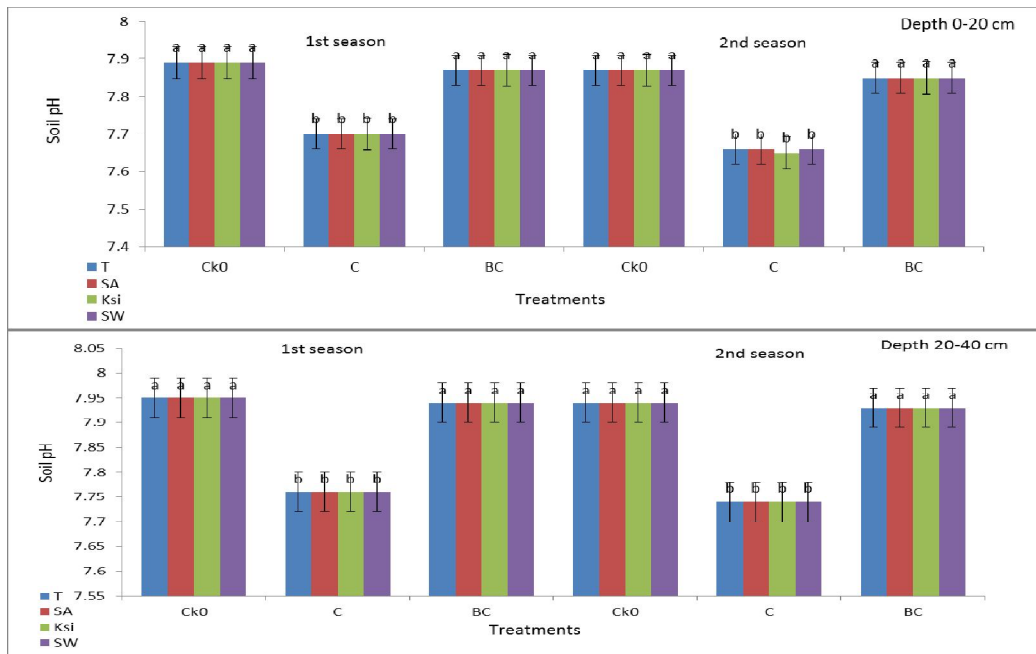 Depth 0-20 cm
1st season
2nd season
8
7.9
7.8
7.7
7.6
7.5
7.4
Soil pH
a a a a
b b b b
a a a a
a a a a
b b b b
a a a a
Ck0 C BC Ck0 C BC
Treatments
T
SA
Ksi
SW
Depth 20-40 cm
1st season
2nd season
8.05
8
7.95
7.9
7.85
7.8
7.75
7.7
7.65
7.6
7.55
Soil pH
a a a a
b b b b
a a a a
a a a a
b b b b
a a a a
Ck0 C BC Ck0 C BC
Treatments
T
SA
Ksi
SW